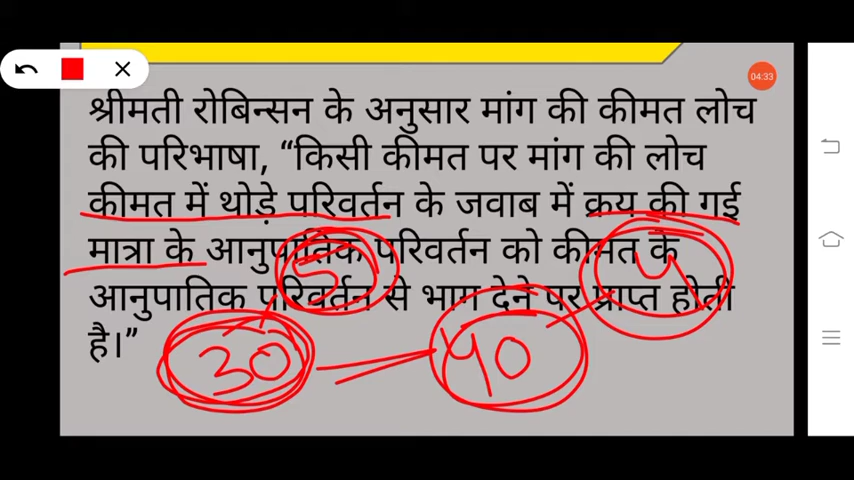 04:33
श्रीमती रोबिन्सन के अनुसार मांग की कीमत लोच
की परिभाषा, “किसी कीमत पर मांग की लोच
कीमत में थोड़े परिवर्तन के जवाब में क्रय की गई
मात्रा के आनुपातिक परिवर्तन को कीमत के
आनुपातिक परिवर्तन से भाग देने पर प्राप्त होती
है।”
5
4
30
40